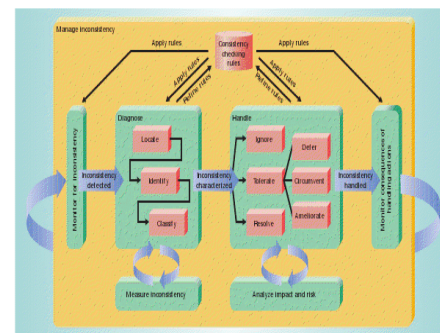 Manage inconsistency
Apply rules
Consistency
checking
rules
Apply rules
Apply rules
Refine rules
Apply rules
Refine rules
Monitor for inconsistency
Diagnose
Locate
Identify
Classify
Inconsistency
detected
Inconsistency
characterized
Handle
Ignore
Tolerate
Resolve
Defer
Circumvent
Ameliorate
Inconsistency
handled
Monitor consequences of
handling actions
Measure inconsistency
Analyze impact and risk